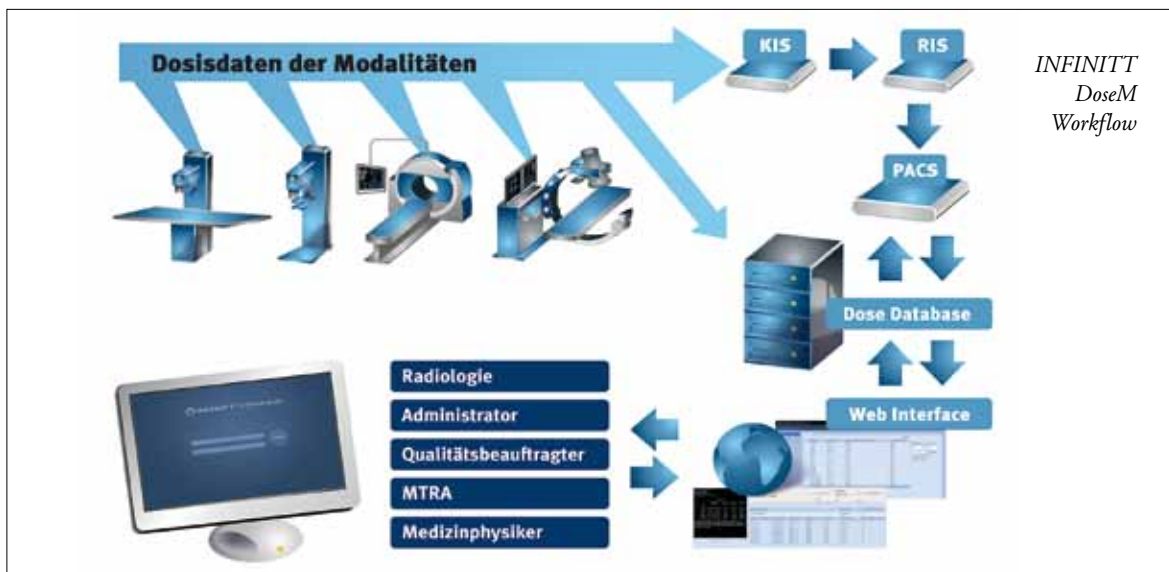 Dosisdaten der Modalitäten
KIS
RIS
INFINITT
DoseM
Workflow
PACS
Dose Database
Web Interface
Radiologie
Administrator
Qualitätsbeauftragter
MTRA
Medizinphysiker